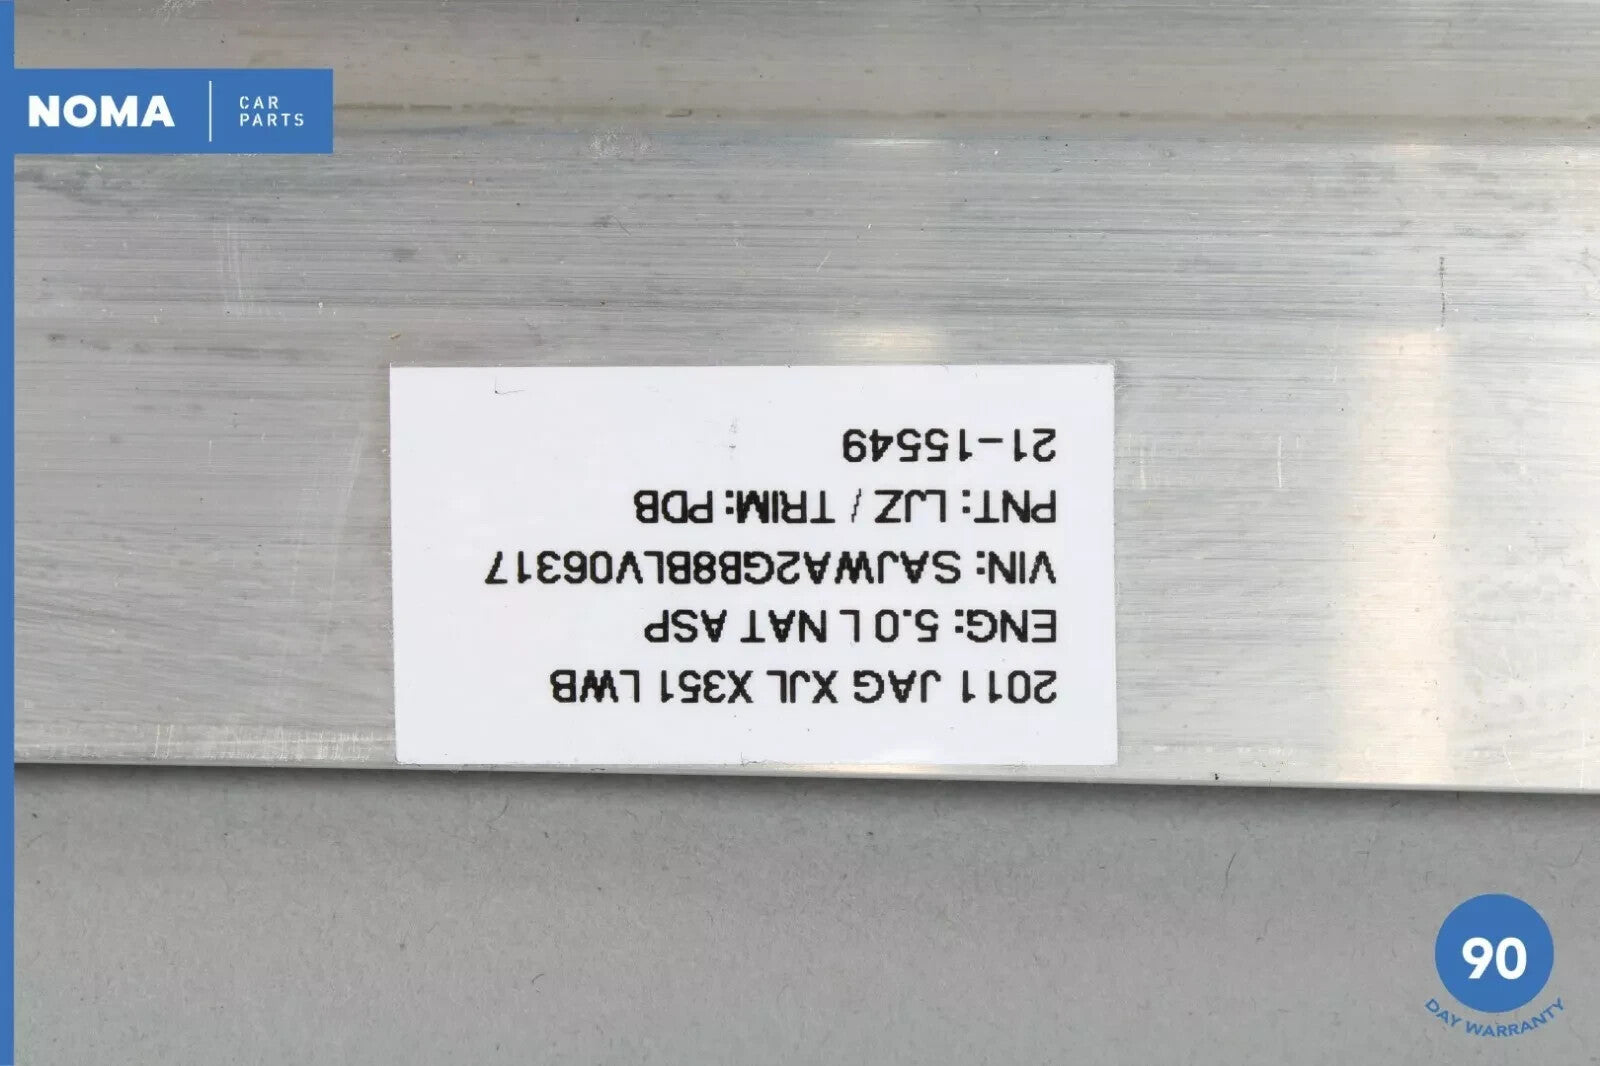 NOMA
CAR
PARTS
2011 JAG XJL X351 LWB
ENG: 5.0 L NAT ASP
VIN: SAJWA2GB8BLV06317
PNT: LJZ / TRIM: PDB
21-15549
90
DAY WARRANTY